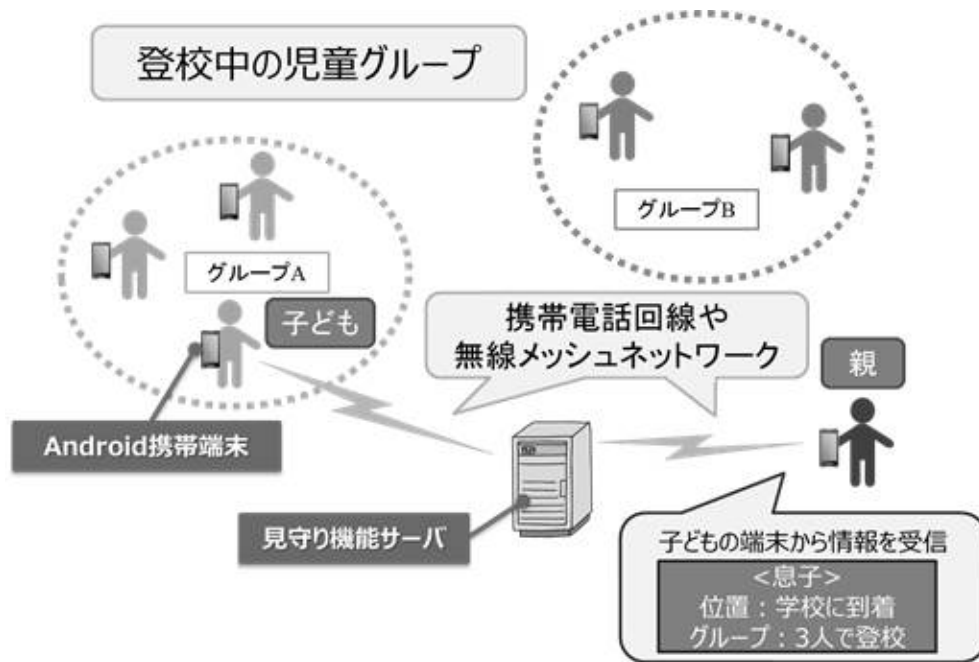 登校中の児童グループ
グループB
グループA
子ども
携帯電話回線や
無線メッシュネットワーク
親
Android携帯端末
見守り機能サーバ
子どもの端末から情報を受信
<息子>
位置：学校に到着
グループ：3人で登校